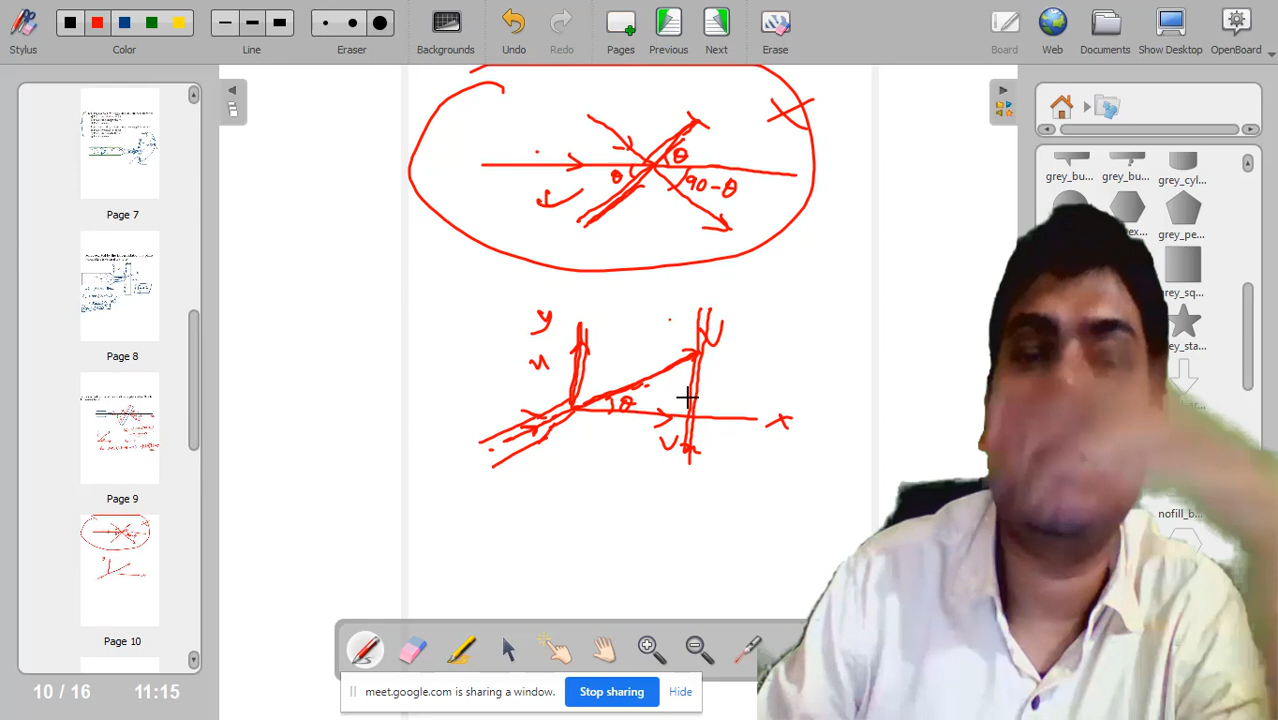 Stylus
Color
Line
Eraser
Backgrounds
Undo
Redo
Pages
Previous
Next
Erase
Board
Web
Documents
Show Desktop
OpenBoard
Page 7
Page 8
Page 9
Page 10
10 / 16
11:15
θ
θ
90-θ
y
θ
x
grey_bu...
grey_bu...
grey_cyl...
grey_pe...
grey_sq...
grey_sta...
nofill_b...
meet.google.com is sharing a window.
Stop sharing
Hide